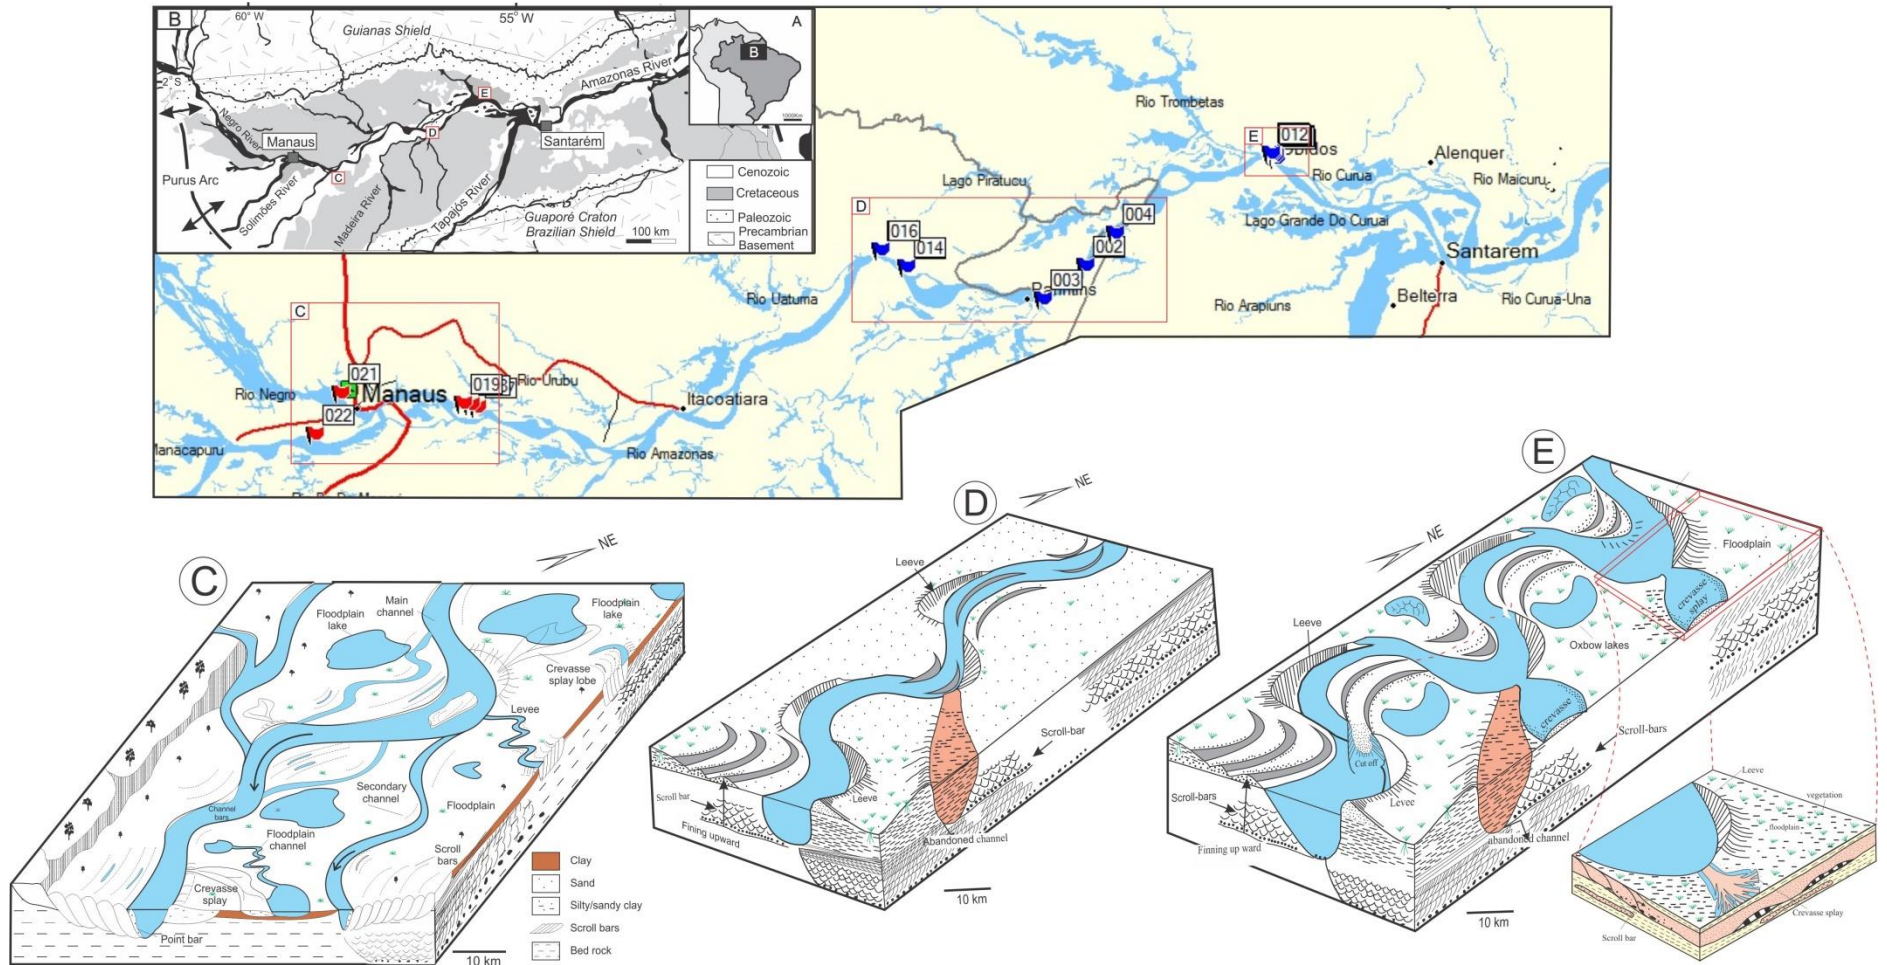 60° W
55° W
B
A
Guianas Shield
B
1000Km
2° S
Amazonas River
E
D
Negro River
Manaus
Santarém
Purus Arc
C
Solimões River
Madeira River
Tapajós River
Guaporé Craton
Brazilian Shield
100 km
Cenozoic
Cretaceous
Paleozoic
Precambrian
Basement
Rio Trombetas
E
012
Alenquer
Rio Curua
Rio Maicuru
Lago Piratucu
D
004
Lago Grande Do Curuai
016
014
002
Santarem
003
Rio Uatuma
Rio Arapiuns
Belterra
Rio Curua-Una
C
021
019
Rio Urubu
Rio Negro
Manaus
Itacoatiara
022
Rio Amazonas
C
NE
Floodplain
lake
Main
channel
Floodplain
lake
Crevasse
splay lobe
Levee
Secondary
channel
Floodplain
Channel
bars
Floodplain
channel
Scroll
bars
Crevasse
splay
Point bar
10 km
Clay
Sand
Silty/sandy clay
Scroll bars
Bed rock
D
NE
Leeve
Scroll-bar
Scroll bar
Leeve
Fining upward
Abandoned channel
10 km
E
NE
Floodplain
crevasse
splay
Leeve
Oxbow lakes
crevasse
Scroll-bars
Cut off
Scroll-bars
Levee
Finning up ward
abandoned channel
10 km
Leeve
vegetation
floodplain
Crevasse splay
Scroll bar